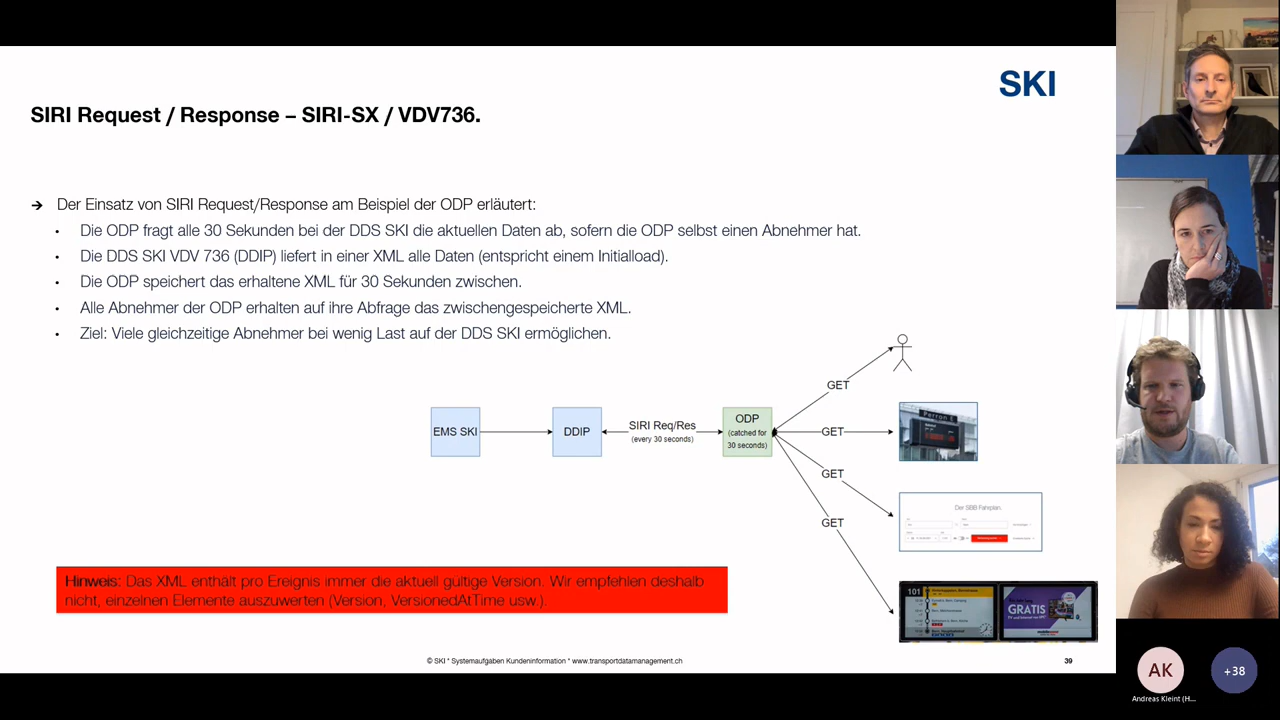 SKI
SIRI Request / Response – SIRI-SX / VDV736.
➔ Der Einsatz von SIRI Request/Response am Beispiel der ODP erläutert:
• Die ODP fragt alle 30 Sekunden bei der DDS SKI die aktuellen Daten ab, sofern die ODP selbst einen Abnehmer hat.
• Die DDS SKI VDV 736 (DDIP) liefert in einer XML alle Daten (entspricht einem Initialload).
• Die ODP speichert das erhaltene XML für 30 Sekunden zwischen.
• Alle Abnehmer der ODP erhalten auf ihre Abfrage das zwischengespeicherte XML.
• Ziel: Viele gleichzeitige Abnehmer bei wenig Last auf der DDS SKI ermöglichen.
EMS SKI
DDIP
SIRI Req/Res
(every 30 seconds)
ODP
(catched for
30 seconds)
GET
GET
GET
GET
Perron E
Der SBB Fahrplan.
101
GRATIS
Hinweis: Das XML enthält pro Ereignis immer die aktuell gültige Version. Wir empfehlen deshalb
nicht, einzelnen Elemente auszuwerten (Version, VersionedAtTime usw.).
© SKI * Systemaufgaben Kundeninformation * www.transportdatamanagement.ch
39
AK
Andreas Kleint (H...
+38